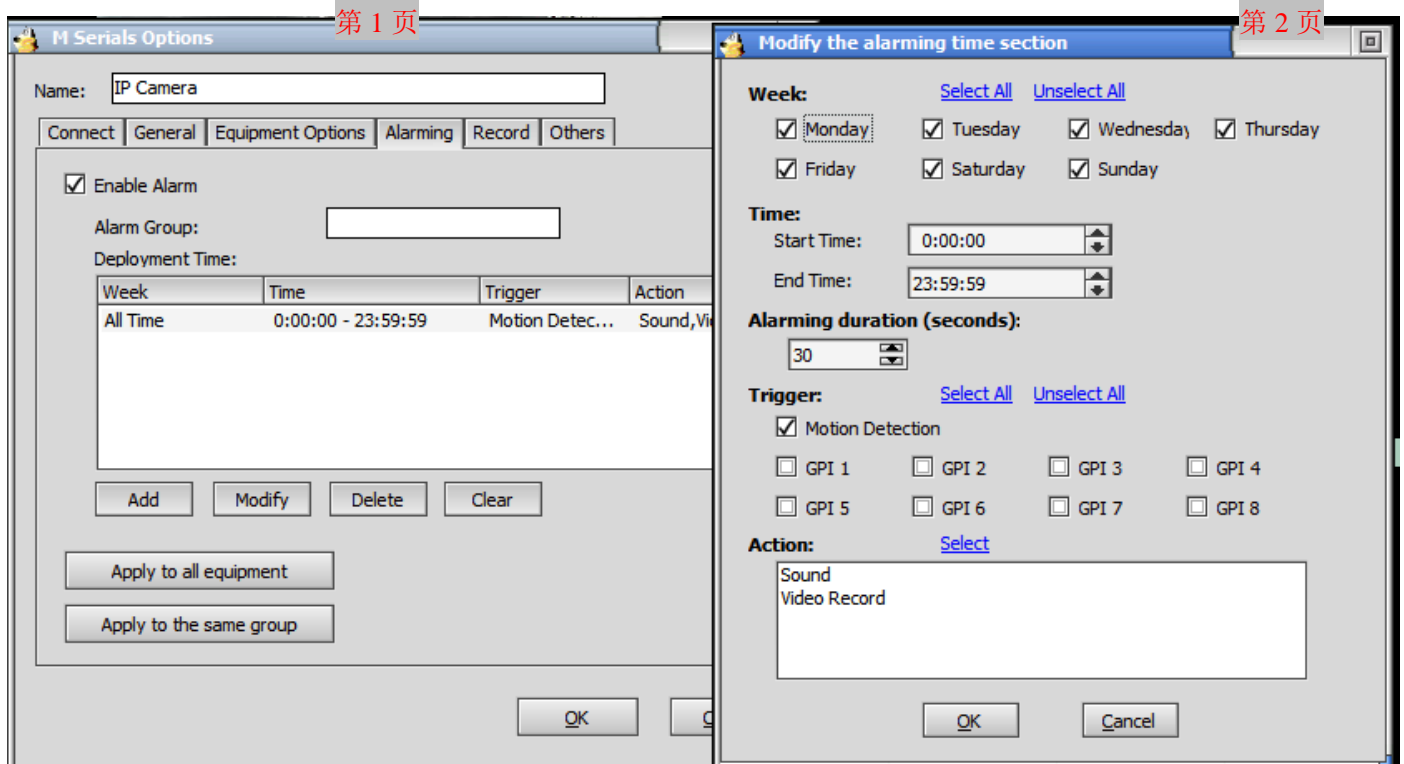 第 1 页
M Serials Options
Name: IP Camera
Connect General Equipment Options Alarming Record Others
Enable Alarm
Alarm Group:
Deployment Time:
Week Time Trigger Action
All Time 0:00:00 - 23:59:59 Motion Detec... Sound,Vi
Add Modify Delete Clear
Apply to all equipment
Apply to the same group
OK
第 2 页
Modify the alarming time section
Week: Select All Unselect All
Monday Tuesday Wednesday Thursday
Friday Saturday Sunday
Time:
Start Time: 0:00:00
End Time: 23:59:59
Alarming duration (seconds):
30
Trigger: Select All Unselect All
Motion Detection
GPI 1 GPI 2 GPI 3 GPI 4
GPI 5 GPI 6 GPI 7 GPI 8
Action: Select
Sound
Video Record
OK Cancel